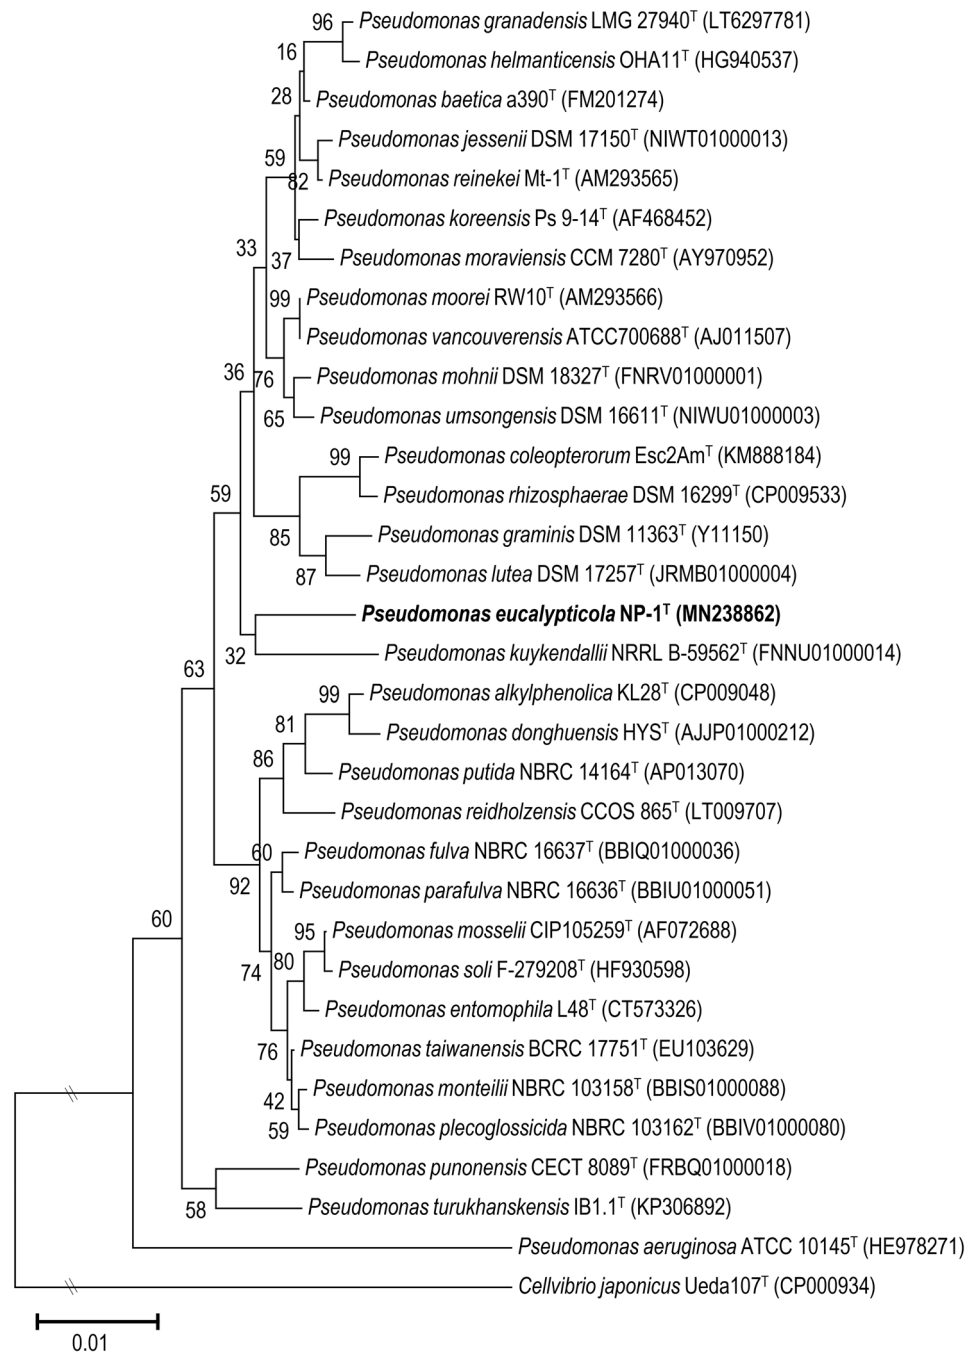 96
Pseudomonas granadensis LMG 27940ᵀ (LT6297781)
16
Pseudomonas helmanticensis OHA11ᵀ (HG940537)
28
Pseudomonas baetica a390ᵀ (FM201274)
Pseudomonas jessenii DSM 17150ᵀ (NIWT01000013)
59
82
Pseudomonas reinekei Mt-1ᵀ (AM293565)
Pseudomonas koreensis Ps 9-14ᵀ (AF468452)
33
37
Pseudomonas moraviensis CCM 7280ᵀ (AY970952)
99
Pseudomonas moorei RW10ᵀ (AM293566)
Pseudomonas vancouverensis ATCC700688ᵀ (AJ011507)
36
76
Pseudomonas mohnii DSM 18327ᵀ (FNRV01000001)
65
Pseudomonas umsongensis DSM 16611ᵀ (NIWU01000003)
99
Pseudomonas coleopterorum Esc2Amᵀ (KM888184)
59
Pseudomonas rhizosphaerae DSM 16299ᵀ (CP009533)
85
Pseudomonas graminis DSM 11363ᵀ (Y11150)
87
Pseudomonas lutea DSM 17257ᵀ (JRMB01000004)
Pseudomonas eucalypticola NP-1ᵀ (MN238862)
32
Pseudomonas kuykendallii NRRL B-59562ᵀ (FNNU01000014)
63
99
Pseudomonas alkylphenolica KL28ᵀ (CP009048)
81
Pseudomonas donghuensis HYSᵀ (AJJP01000212)
86
Pseudomonas putida NBRC 14164ᵀ (AP013070)
Pseudomonas reidholzensis CCOS 865ᵀ (LT009707)
60
Pseudomonas fulva NBRC 16637ᵀ (BBIQ01000036)
92
Pseudomonas parafulva NBRC 16636ᵀ (BBIU01000051)
60
95
Pseudomonas mosselii CIP105259ᵀ (AF072688)
74
80
Pseudomonas soli F-279208ᵀ (HF930598)
Pseudomonas entomophila L48ᵀ (CT573326)
76
Pseudomonas taiwanensis BCRC 17751ᵀ (EU103629)
42
Pseudomonas monteilii NBRC 103158ᵀ (BBIS01000088)
59
Pseudomonas plecoglossicida NBRC 103162ᵀ (BBIV01000080)
Pseudomonas punonensis CECT 8089ᵀ (FRBQ01000018)
58
Pseudomonas turukhanskensis IB1.1ᵀ (KP306892)
Pseudomonas aeruginosa ATCC 10145ᵀ (HE978271)
Cellvibrio japonicus Ueda107ᵀ (CP000934)
0.01